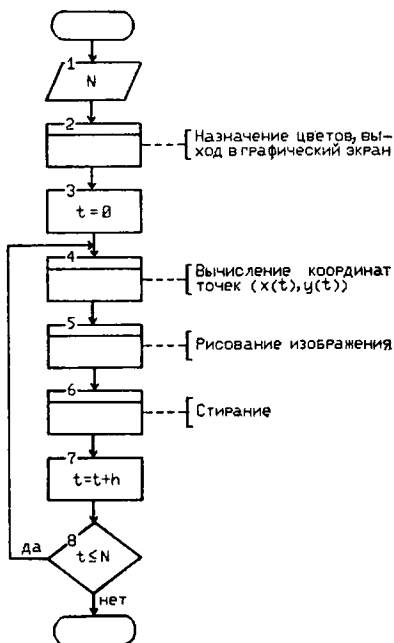 1
N
2
Назначение цветов, вы-
ход в графический экран
3
t=0
4
Вычисление координат
точек (x(t),y(t))
5
Рисование изображения
6
Стирание
7
t=t+h
8
t≤N
да
нет